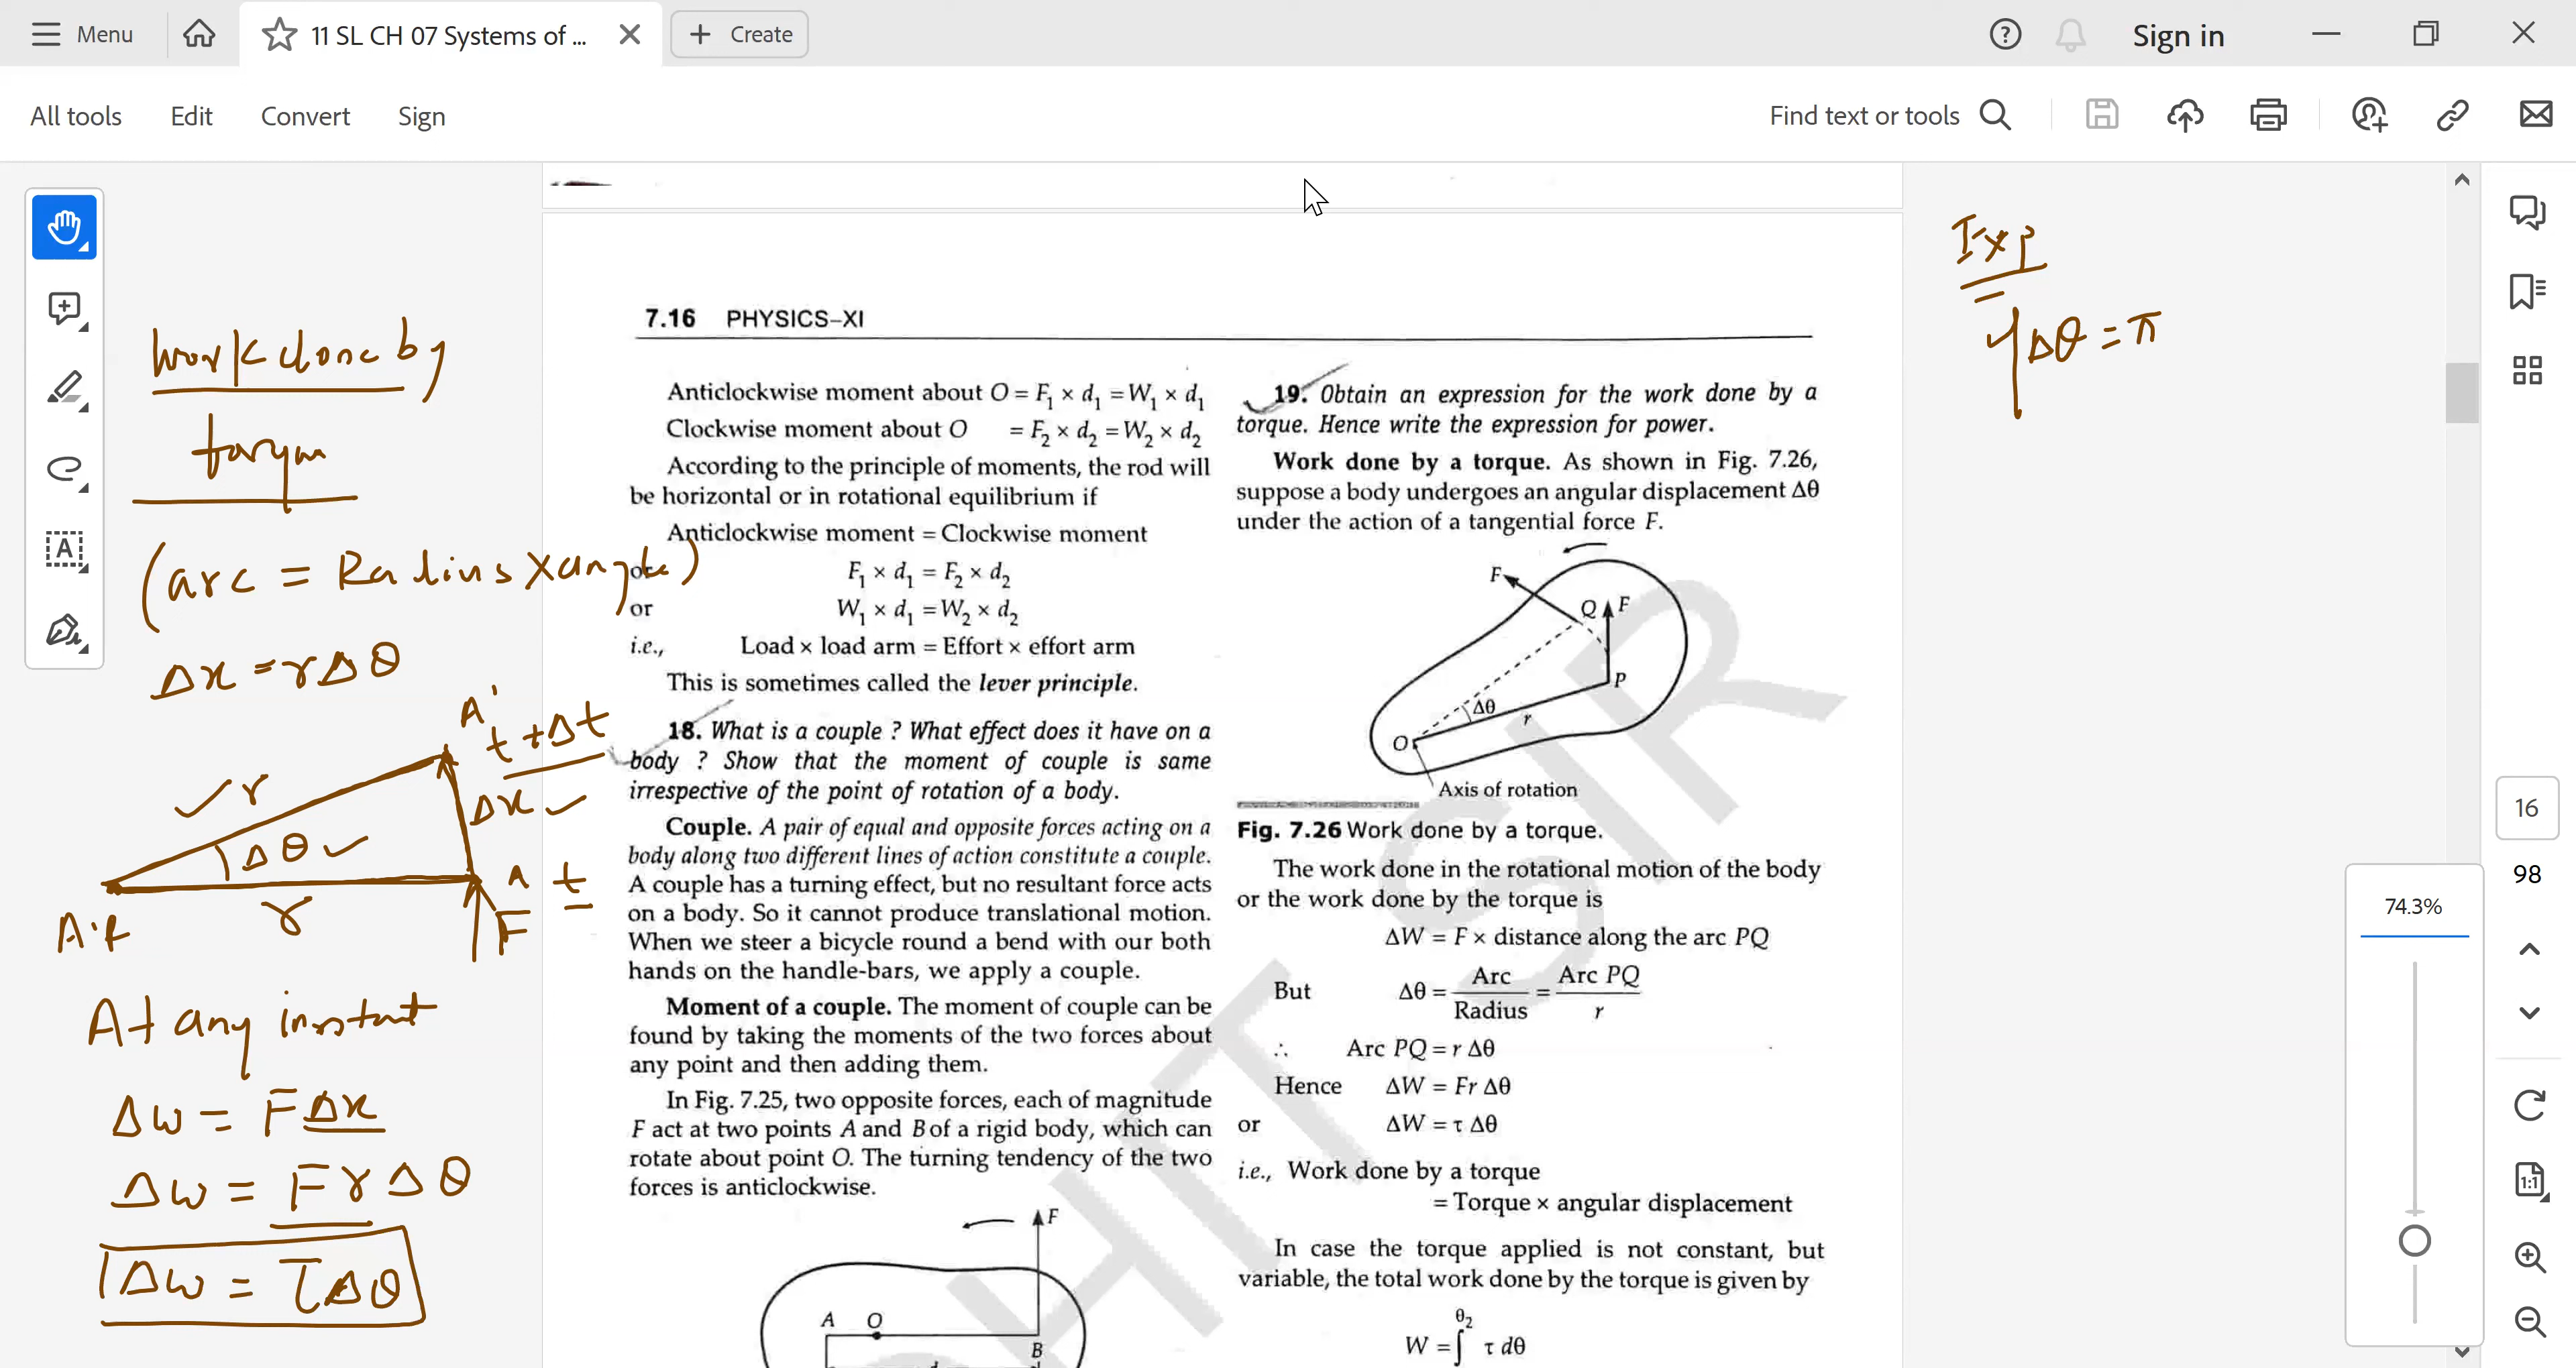 Menu
11 SL CH 07 Systems of ...
Create
Sign in
All tools
Edit
Convert
Sign
Find text or tools
work done by
(arc = Radius × angle)
Δx = rΔθ
A'
t+Δt
r
Δx
Δθ
A t
r
F
A.R
At any instant
Δw = FΔx
Δw = FrΔθ
Δw = τΔθ
7.16 PHYSICS–XI
Anticlockwise moment about O = F₁ × d₁ = W₁ × d₁
Clockwise moment about O = F₂ × d₂ = W₂ × d₂
According to the principle of moments, the rod will
be horizontal or in rotational equilibrium if
Anticlockwise moment = Clockwise moment
or F₁ × d₁ = F₂ × d₂
or W₁ × d₁ = W₂ × d₂
i.e., Load × load arm = Effort × effort arm
This is sometimes called the lever principle.
18. What is a couple ? What effect does it have on a
body ? Show that the moment of couple is same
irrespective of the point of rotation of a body.
Couple. A pair of equal and opposite forces acting on a
body along two different lines of action constitute a couple.
A couple has a turning effect, but no resultant force acts
on a body. So it cannot produce translational motion.
When we steer a bicycle round a bend with our both
hands on the handle-bars, we apply a couple.
Moment of a couple. The moment of couple can be
found by taking the moments of the two forces about
any point and then adding them.
In Fig. 7.25, two opposite forces, each of magnitude
F act at two points A and B of a rigid body, which can
rotate about point O. The turning tendency of the two
forces is anticlockwise.
F
A O
B
19. Obtain an expression for the work done by a
torque. Hence write the expression for power.
Work done by a torque. As shown in Fig. 7.26,
suppose a body undergoes an angular displacement Δθ
under the action of a tangential force F.
F
Q F
P
Δθ
r
O
Axis of rotation
Fig. 7.26 Work done by a torque.
The work done in the rotational motion of the body
or the work done by the torque is
ΔW = F × distance along the arc PQ
But Δθ = Arc / Radius = Arc PQ / r
∴ Arc PQ = r Δθ
Hence ΔW = Fr Δθ
or ΔW = τ Δθ
i.e., Work done by a torque
= Torque × angular displacement
In case the torque applied is not constant, but
variable, the total work done by the torque is given by
θ₂
W = ∫ τ dθ
HIT SIR
Δθ = π
16
98
74.3%
1:1